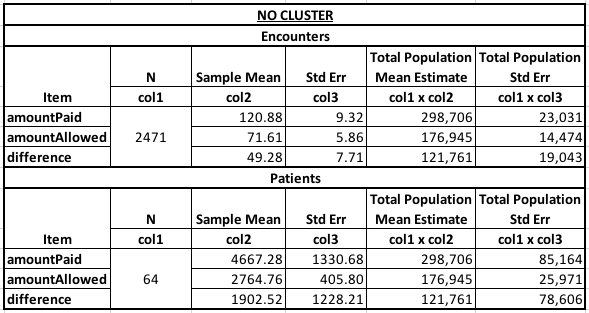 NO CLUSTER
Encounters
Item N Sample Mean Std Err Total Population Mean Estimate Total Population Std Err
col1 col2 col3 col1 x col2 col1 x col3
amountPaid 2471 120.88 9.32 298,706 23,031
amountAllowed 71.61 5.86 176,945 14,474
difference 49.28 7.71 121,761 19,043
Patients
Item N Sample Mean Std Err Total Population Mean Estimate Total Population Std Err
col1 col2 col3 col1 x col2 col1 x col3
amountPaid 64 4667.28 1330.68 298,706 85,164
amountAllowed 2764.76 405.80 176,945 25,971
difference 1902.52 1228.21 121,761 78,606